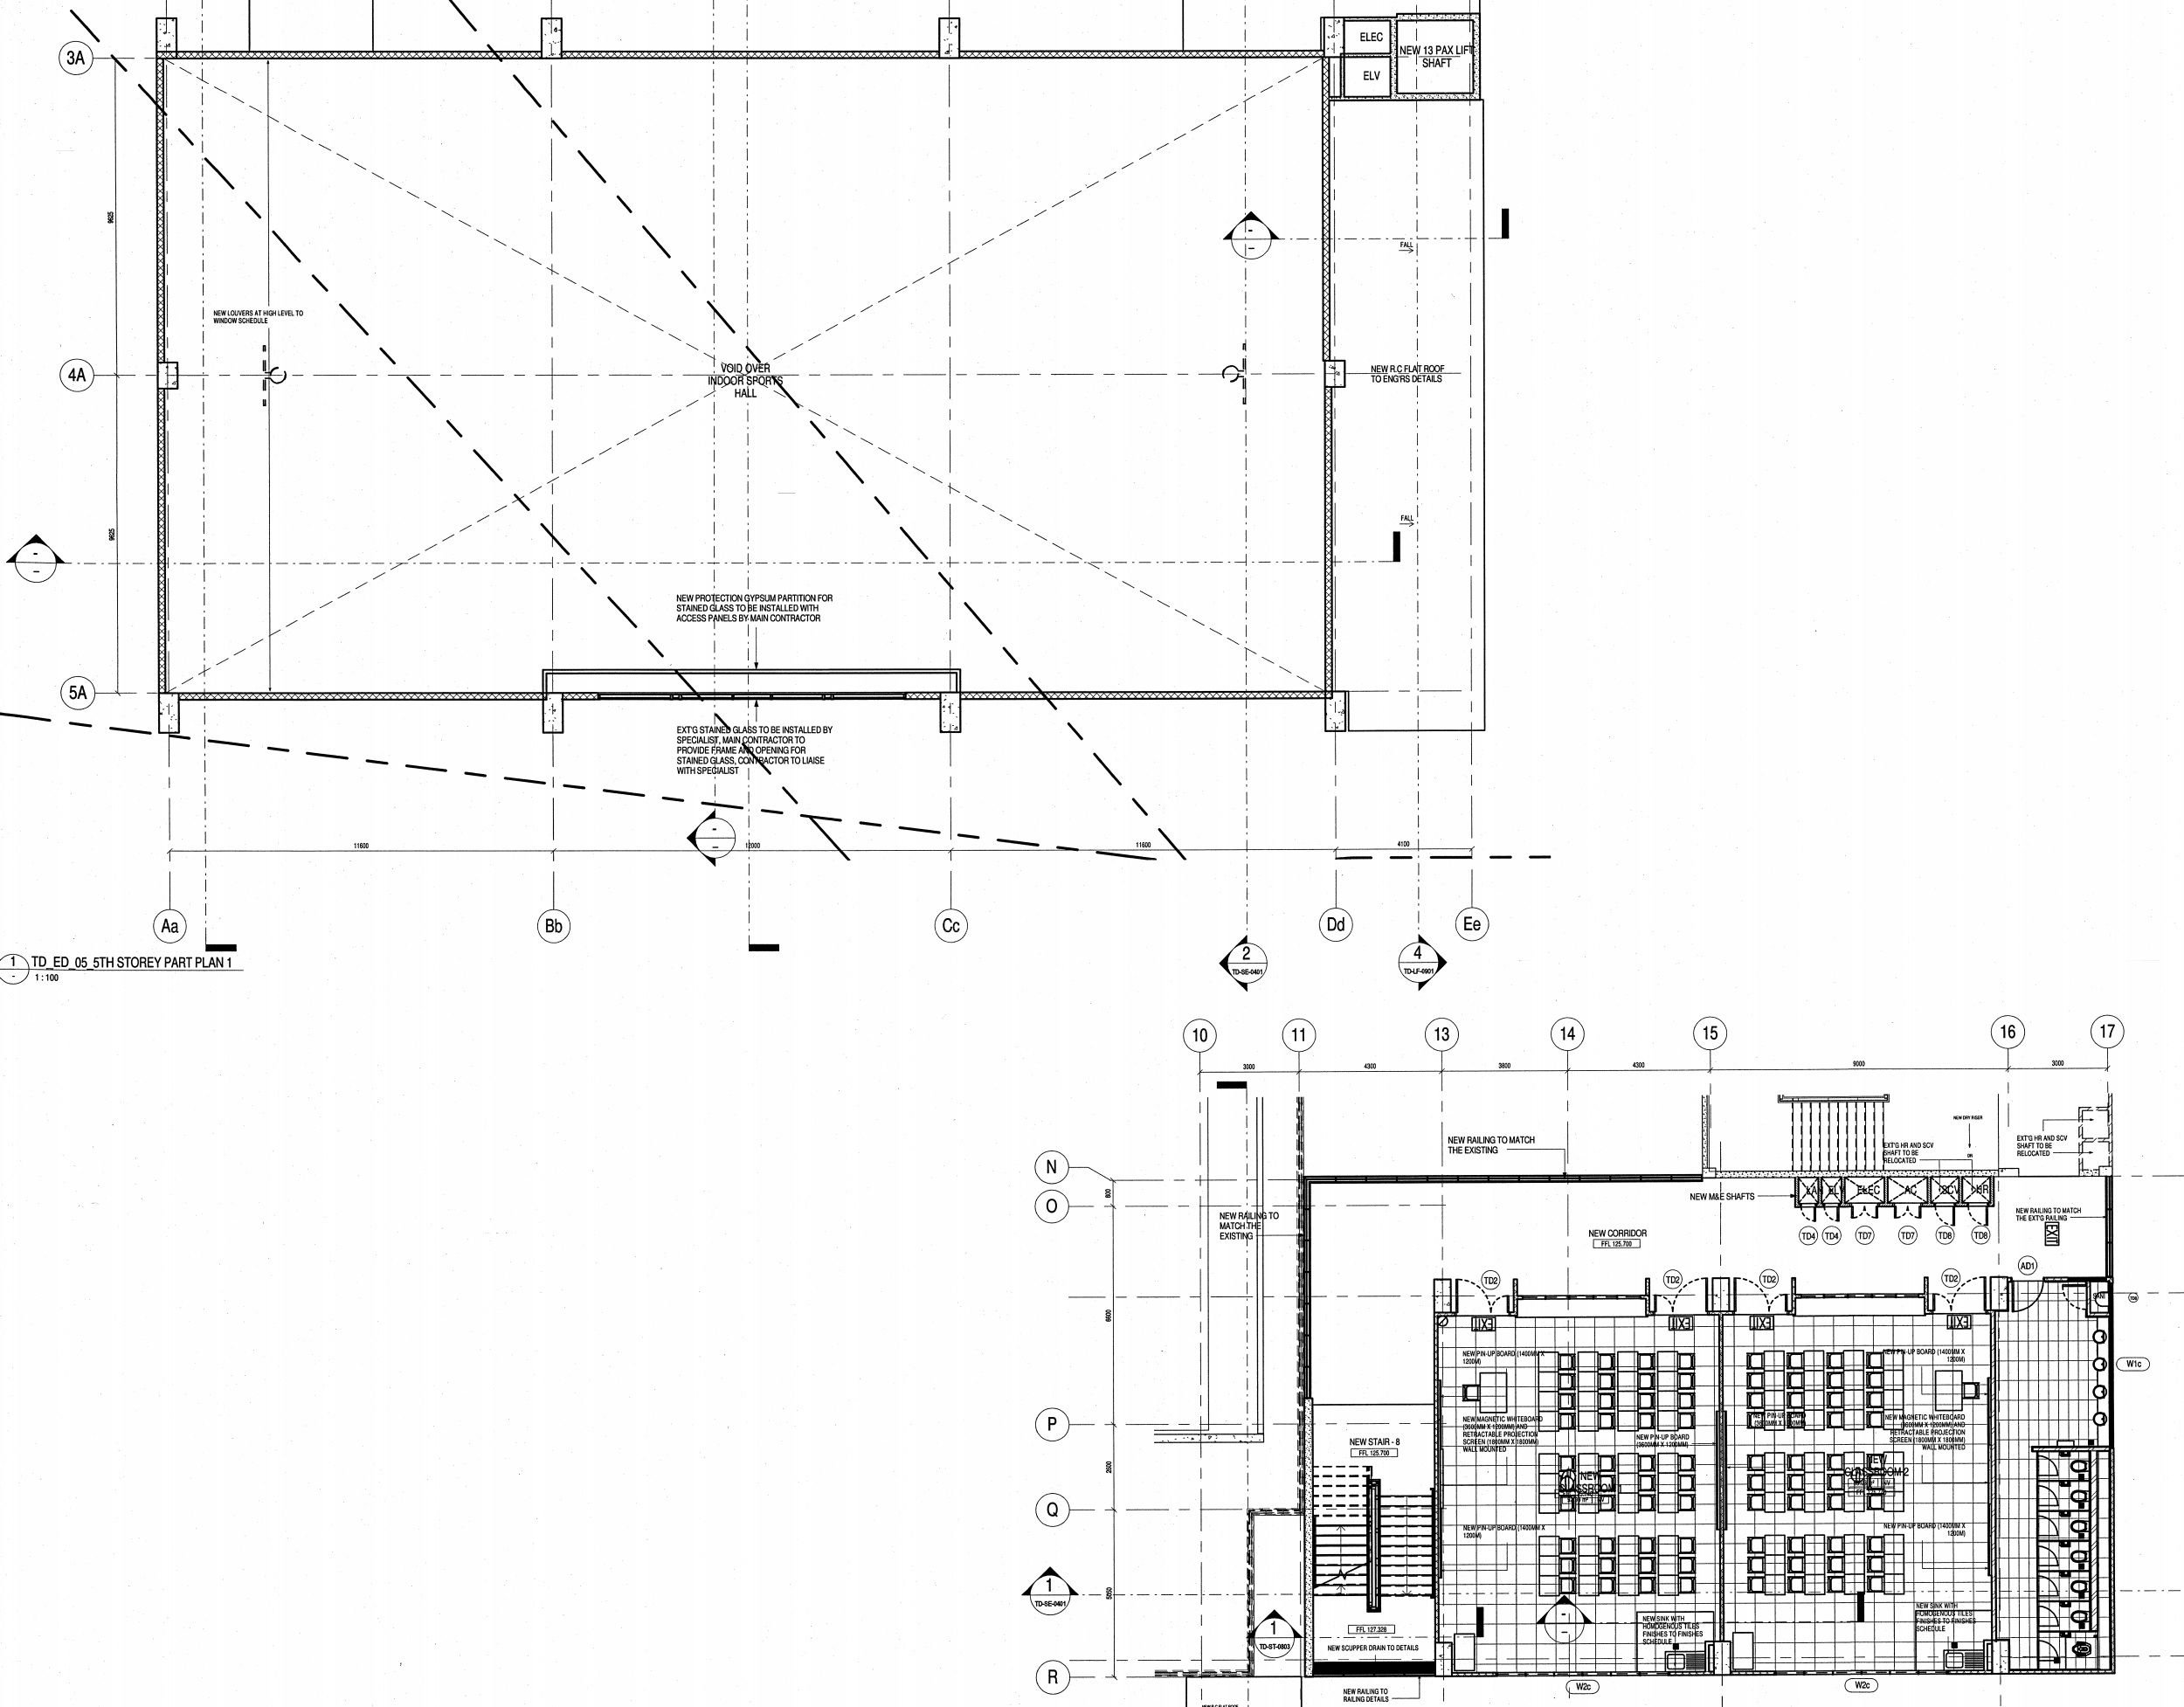 3A
ELEC
ELV
NEW 13 PAX LIFT
SHAFT
9625
FALL
NEW LOUVERS AT HIGH LEVEL TO
WINDOW SCHEDULE
4A
VOID OVER
INDOOR SPORTS
HALL
NEW R.C FLAT ROOF
TO ENG'RS DETAILS
9625
FALL
NEW PROTECTION GYPSUM PARTITION FOR
STAINED GLASS TO BE INSTALLED WITH
ACCESS PANELS BY MAIN CONTRACTOR
5A
EXT'G STAINED GLASS TO BE INSTALLED BY
SPECIALIST, MAIN CONTRACTOR TO
PROVIDE FRAME AND OPENING FOR
STAINED GLASS, CONTRACTOR TO LIAISE
WITH SPECIALIST
11600
12000
11600
4100
Aa
Bb
Cc
Dd
Ee
2
TD-SE-0401
4
TD-LF-0901
1
TD_ED_05_5TH STOREY PART PLAN 1
1 : 100
10
11
13
14
15
16
17
3000
4300
3800
4300
9000
3000
NEW RAILING TO MATCH
THE EXISTING
NEW DRY RISER
EXT'G HR AND SCV
SHAFT TO BE
RELOCATED
DR
EXT'G HR AND SCV
SHAFT TO BE
RELOCATED
N
800
O
NEW M&E SHAFTS
LAN
ELV
ELEC
AC
SCV
HR
NEW RAILING TO
MATCH THE
EXISTING
NEW RAILING TO MATCH
THE EXT'G RAILING
EXIT
NEW CORRIDOR
FFL 125.700
TD4
TD4
TD7
TD7
TD8
TD8
AD1
TD2
TD2
TD2
TD2
6600
EXIT
EXIT
EXIT
EXIT
NEW PIN-UP BOARD (1400MM X
1200M)
NEW PIN-UP BOARD (1400MM X
1200M)
W1c
P
NEW MAGNETIC WHITEBOARD
(3600MM X 1200MM) AND
RETRACTABLE PROJECTION
SCREEN (1800MM X 1800MM)
WALL MOUNTED
NEW PIN-UP BOARD
(3600MM X 1200MM)
NEW PIN-UP BOARD
(3600MM X 1200MM)
NEW MAGNETIC WHITEBOARD
(3600MM X 1200MM) AND
RETRACTABLE PROJECTION
SCREEN (1800MM X 1800MM)
WALL MOUNTED
NEW STAIR - 8
FFL 125.700
2600
NEW
CLASSROOM 1
NEW
CLASSROOM 2
Q
NEW PIN-UP BOARD (1400MM X
1200M)
NEW PIN-UP BOARD (1400MM X
1200M)
1
TD-SE-0401
1
TD-ST-0803
FFL 127.328
NEW SCUPPER DRAIN TO DETAILS
NEW SINK WITH
HOMOGENOUS TILES
FINISHES TO FINISHES
SCHEDULE
NEW SINK WITH
HOMOGENOUS TILES
FINISHES TO FINISHES
SCHEDULE
R
NEW RAILING TO
RAILING DETAILS
W2c
W2c